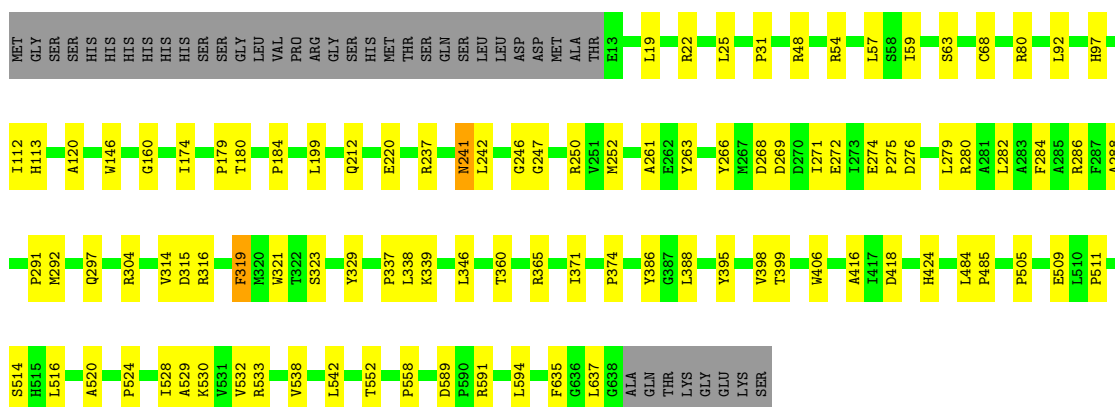 MET GLY SER SER HIS HIS HIS HIS HIS HIS SER SER GLY LEU VAL PRO ARG GLY SER HIS MET THR SER GLN SER LEU LEU ASP ASP MET ALA THR E13 L19 R22 L25 P31 R48 R54 L57 S58 I59 S63 C68 R80 L92 H97
I112 H113 A120 W146 G160 I174 P179 T180 P184 L199 Q212 E220 R237 N241 L242 G246 G247 R250 V251 M252 A261 E262 Y263 Y266 M267 D268 D269 D270 I271 E272 I273 E274 P275 D276 L279 R280 A281 L282 A283 F284 A285 R286 F287 A288
P291 M292 Q297 R304 V314 D315 R316 F319 M320 W321 T322 S323 Y329 P337 L338 K339 L346 T360 R365 I371 P374 Y386 G387 L388 Y395 V398 T399 W406 A416 I417 D418 H424 L484 P485 P505 E509 L510 P511
S514 H515 L516 A520 P524 I528 A529 K530 V531 V532 R533 V538 L542 T552 P558 D589 P590 R591 L594 F635 G636 L637 G638 ALA GLN THR LYS GLY GLU LYS SER